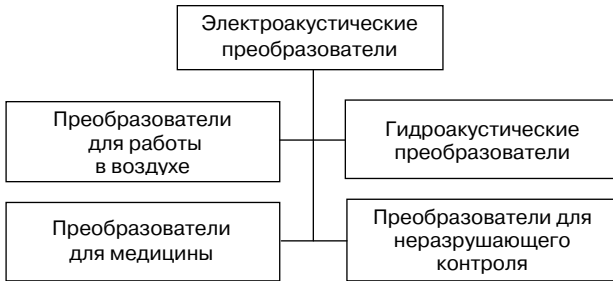 Электроакустические
преобразователи
Преобразователи
для работы
в воздухе
Гидроакустические
преобразователи
Преобразователи
для медицины
Преобразователи для
неразрушающего
контроля